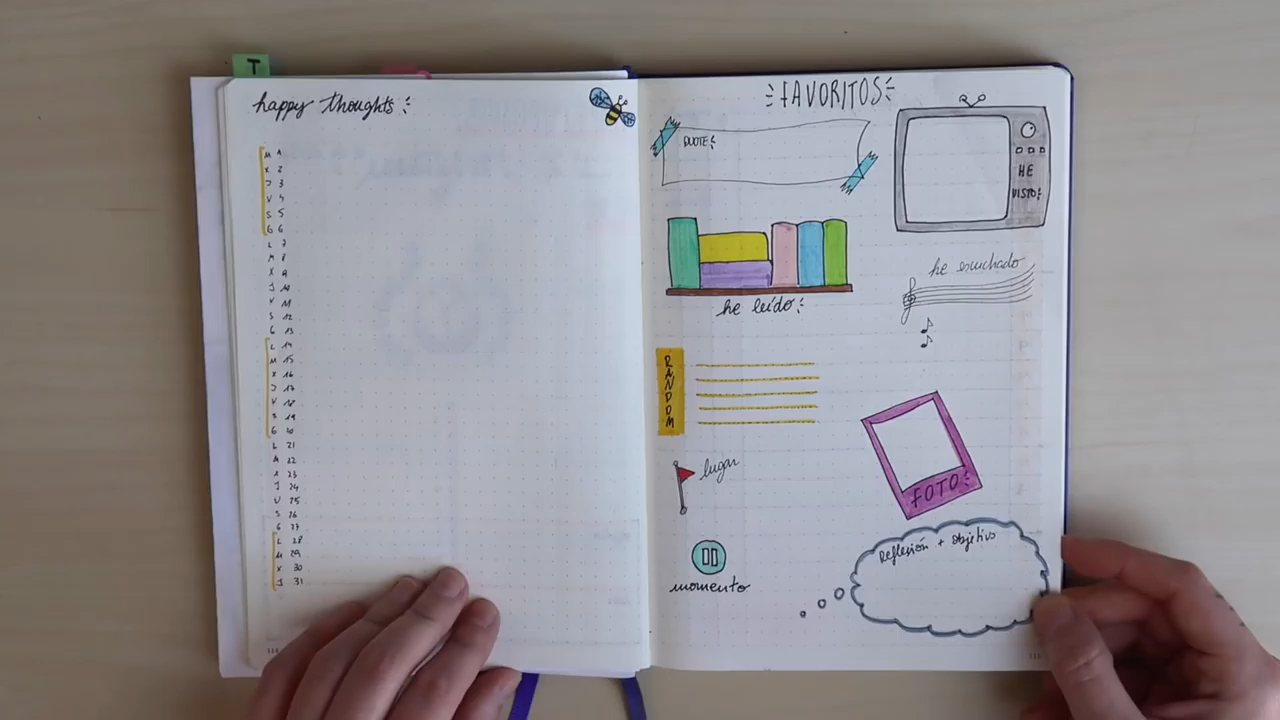 T
happy thoughts:
M 1
X 2
J 3
V 4
S 5
D 6
L 7
M 8
X 9
J 10
V 11
S 12
D 13
L 14
M 15
X 16
J 17
V 18
S 19
D 20
L 21
M 22
X 23
J 24
V 25
S 26
D 27
L 28
M 29
X 30
J 31
FAVORITOS
QUOTE:
HE
VISTO:
he leído:
he escuchado
RANDOM
lugar
FOTO:
momento
Reflexión + objetivo